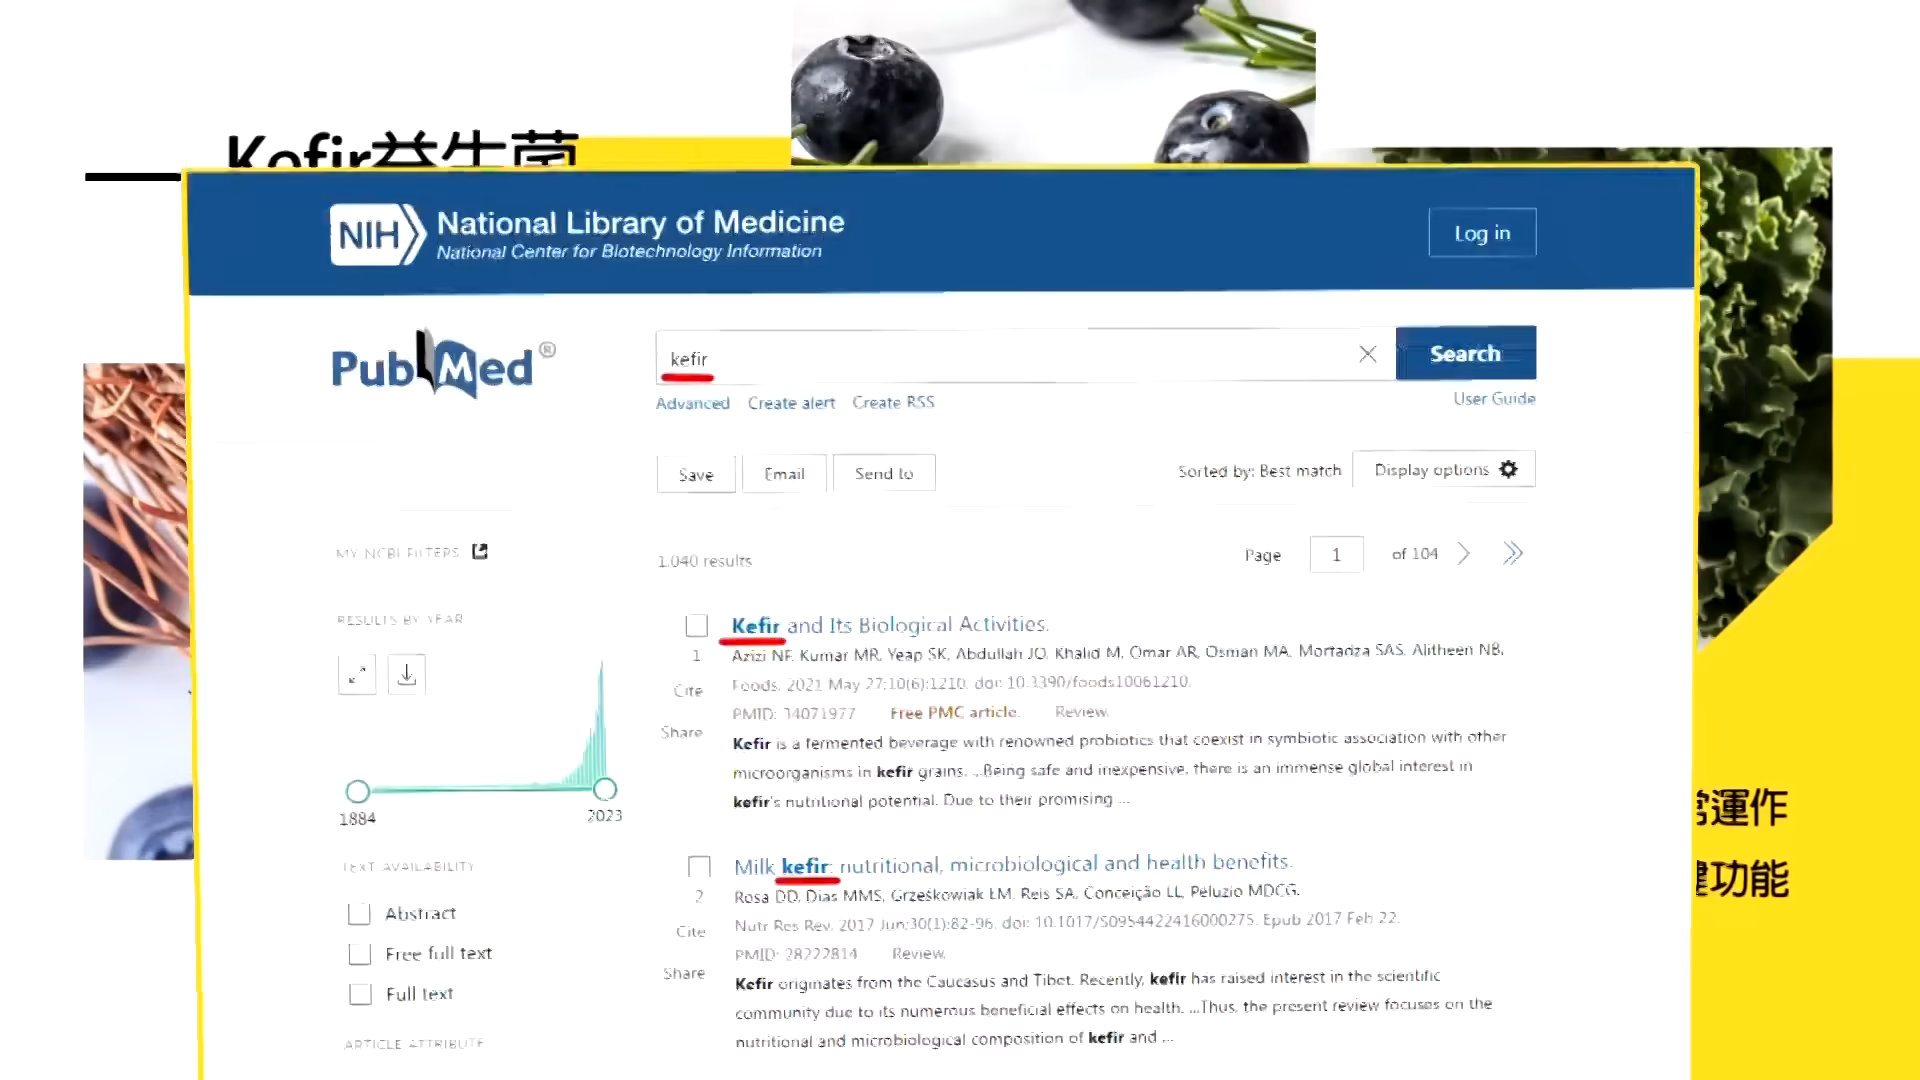 Kefir益生菌
NIH National Library of Medicine
National Center for Biotechnology Information
Log in
PubMed®
kefir
Search
Advanced Create alert Create RSS
User Guide
Save Email Send to
Sorted by: Best match Display options
MY NCBI FILTERS
1,040 results
Page 1 of 104
RESULTS BY YEAR
1884 2023
Kefir and Its Biological Activities.
1
Azizi NF, Kumar MR, Yeap SK, Abdullah JO, Khalid M, Omar AR, Osman MA, Mortadza SAS, Alitheen NB.
Cite
Foods. 2021 May 27;10(6):1210. doi: 10.3390/foods10061210.
PMID: 34071977 Free PMC article. Review.
Share
Kefir is a fermented beverage with renowned probiotics that coexist in symbiotic association with other
microorganisms in kefir grains. ...Being safe and inexpensive, there is an immense global interest in
kefir's nutritional potential. Due to their promising ...
Milk kefir: nutritional, microbiological and health benefits.
2
Rosa DD, Dias MMS, Grześkowiak ŁM, Reis SA, Conceição LL, Peluzio MDCG.
Cite
Nutr Res Rev. 2017 Jun;30(1):82-96. doi: 10.1017/S0954422416000275. Epub 2017 Feb 22.
PMID: 28222814 Review.
Share
Kefir originates from the Caucasus and Tibet. Recently, kefir has raised interest in the scientific
community due to its numerous beneficial effects on health. ...Thus, the present review focuses on the
nutritional and microbiological composition of kefir and ...
TEXT AVAILABILITY
Abstract
Free full text
Full text
ARTICLE ATTRIBUTE
常運作
功能